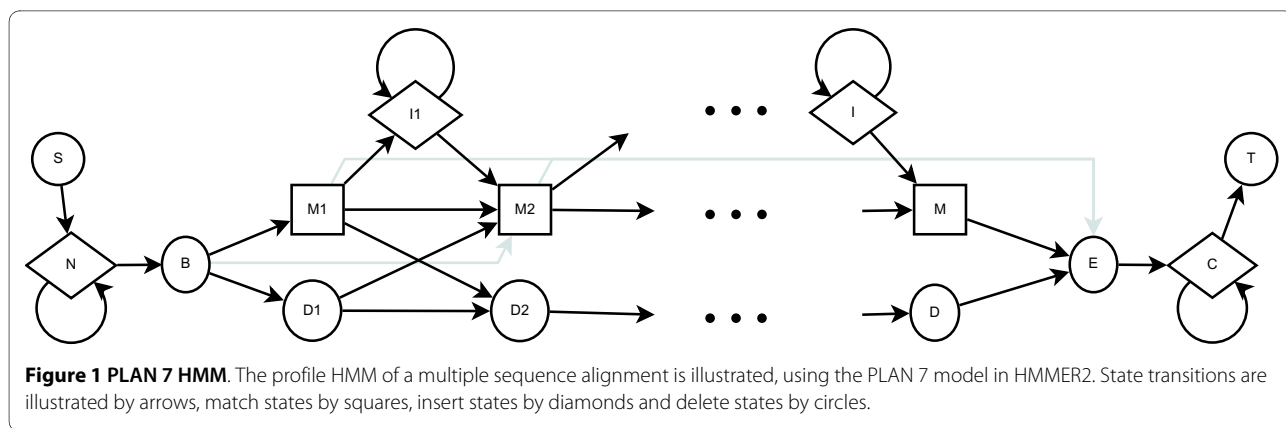 I1
I
S
T
M1
M2
M
N
B
E
C
D1
D2
D
Figure 1 PLAN 7 HMM. The profile HMM of a multiple sequence alignment is illustrated, using the PLAN 7 model in HMMER2. State transitions are
illustrated by arrows, match states by squares, insert states by diamonds and delete states by circles.